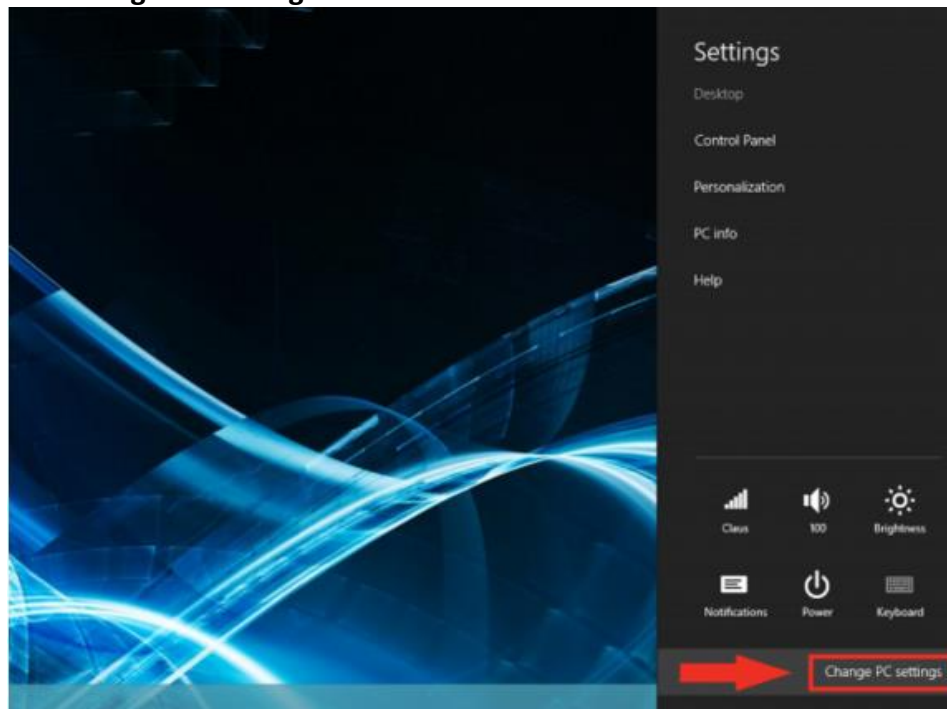 Settings
Desktop
Control Panel
Personalization
PC info
Help
Claus
100
Brightness
Notifications
Power
Keyboard
Change PC settings